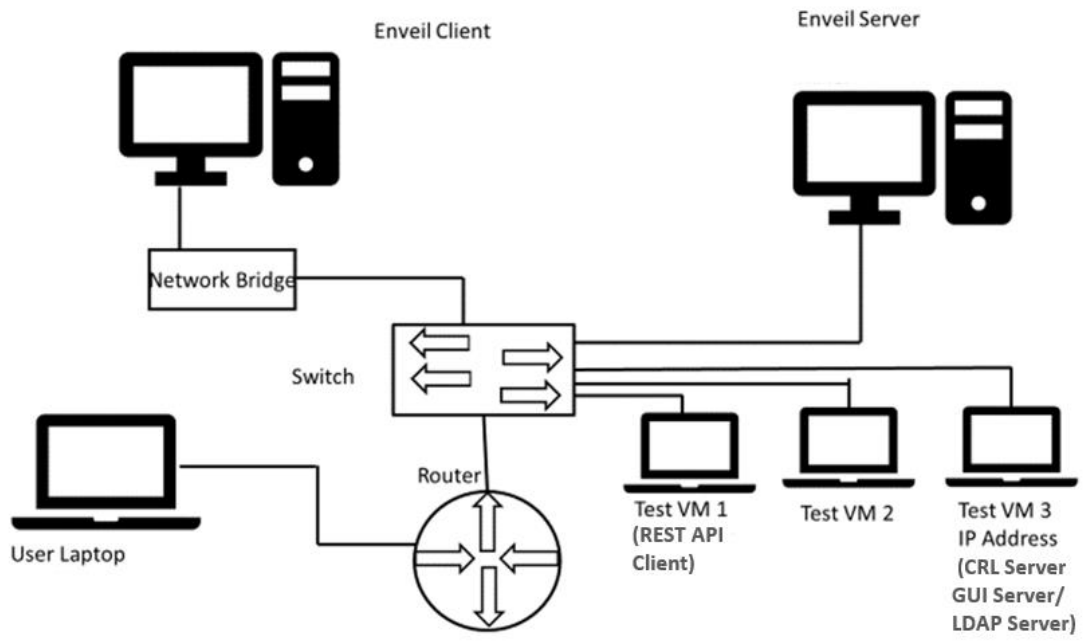 Enveil Client
Enveil Server
Network Bridge
Switch
Router
User Laptop
Test VM 1
(REST API
Client)
Test VM 2
Test VM 3
IP Address
(CRL Server
GUI Server/
LDAP Server)